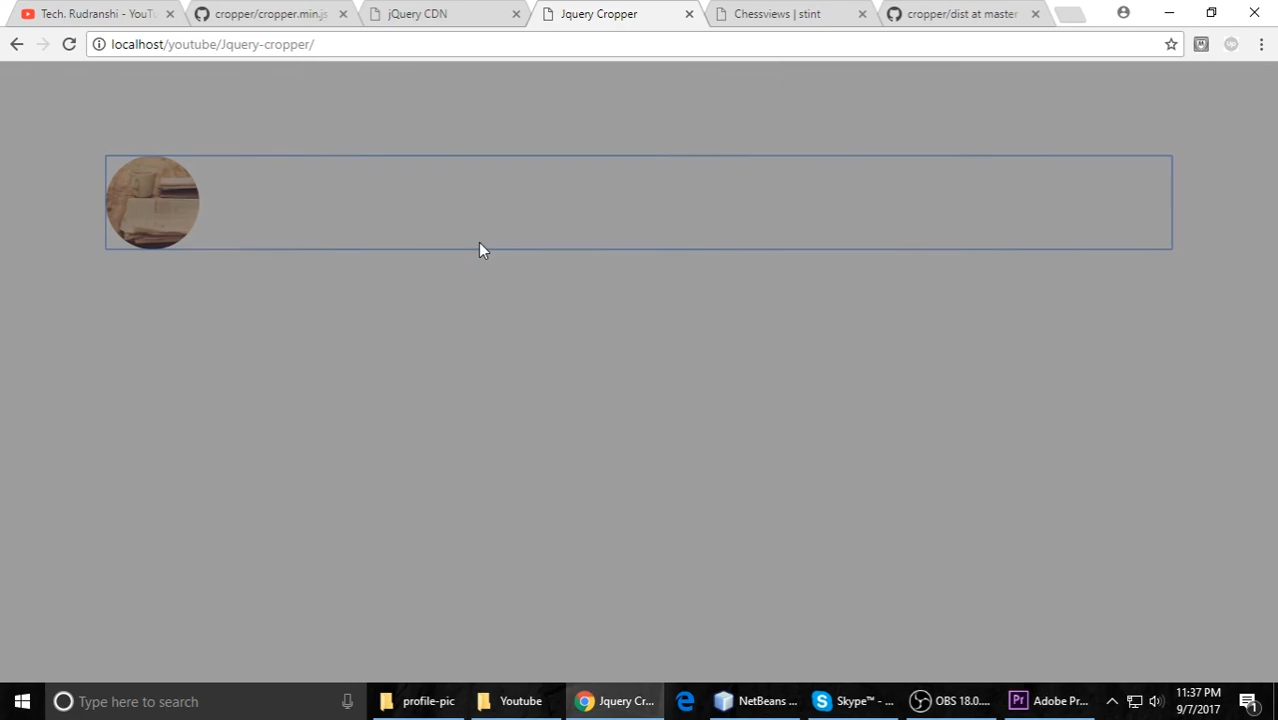 Tech. Rudranshi - YouTu
cropper/cropper.min.js
jQuery CDN
Jquery Cropper
Chessviews | stint
cropper/dist at master
localhost/youtube/Jquery-cropper/
Type here to search
profile-pic
Youtube
Jquery Cr...
NetBeans ...
Skype™ - ...
OBS 18.0....
Adobe Pr...
11:37 PM
9/7/2017